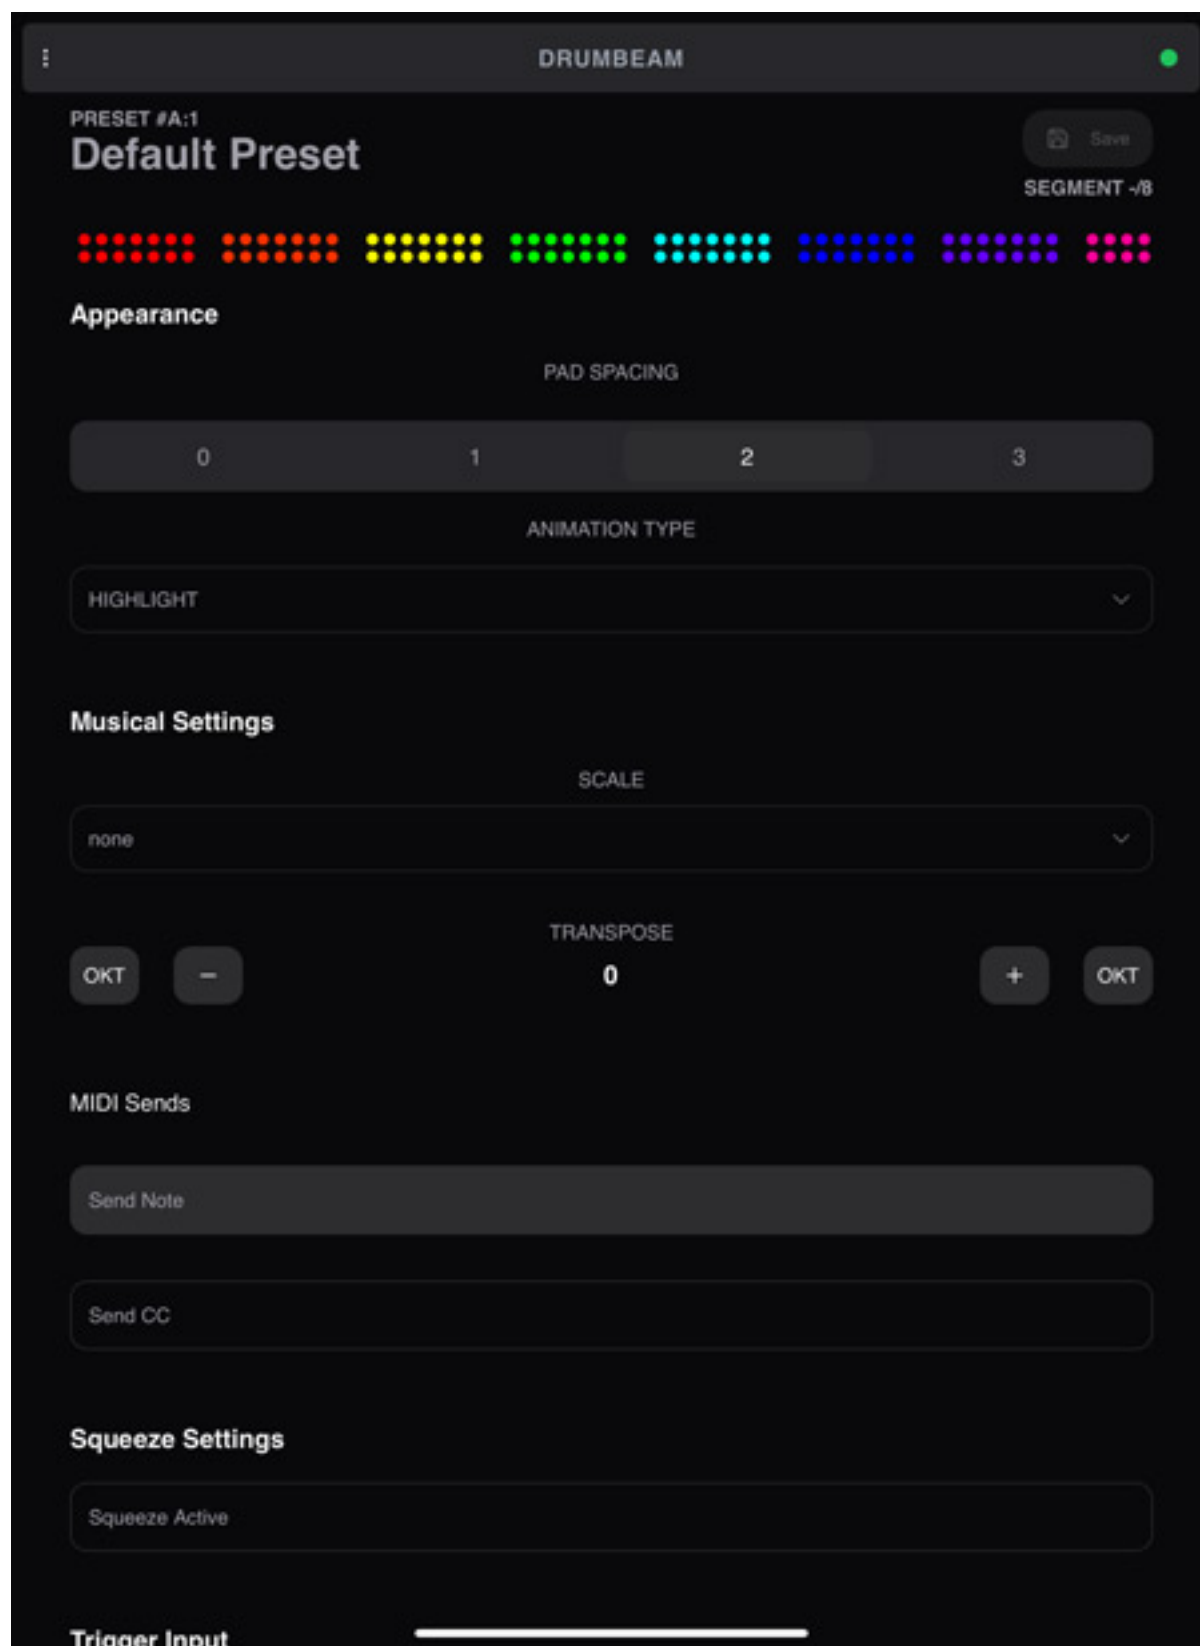 DRUMBEAM
PRESET #A:1
Default Preset
Save
SEGMENT -/8
Appearance
PAD SPACING
0 1 2 3
ANIMATION TYPE
HIGHLIGHT
Musical Settings
SCALE
none
TRANSPOSE
OKT − 0 + OKT
MIDI Sends
Send Note
Send CC
Squeeze Settings
Squeeze Active
Trigger Input